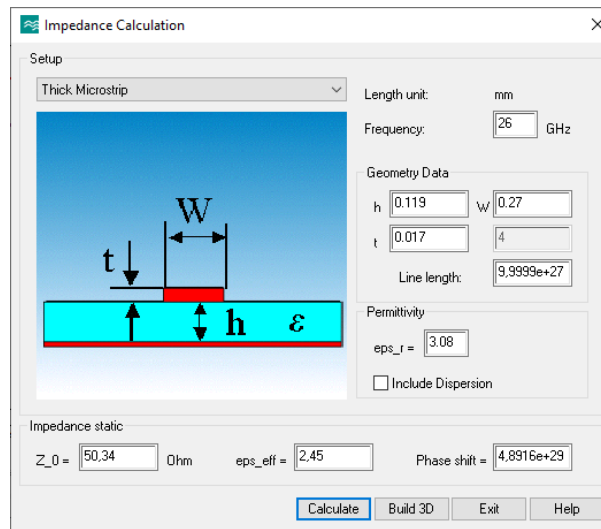 Impedance Calculation
Setup
Thick Microstrip
Length unit: mm
Frequency: 26 GHz
Geometry Data
h 0.119 W 0.27
t 0.017 4
Line length: 9,9999e+27
Permittivity
eps_r = 3.08
Include Dispersion
W
t
h ε
Impedance static
Z_0 = 50,34 Ohm eps_eff = 2,45 Phase shift = 4,8916e+29
Calculate Build 3D Exit Help